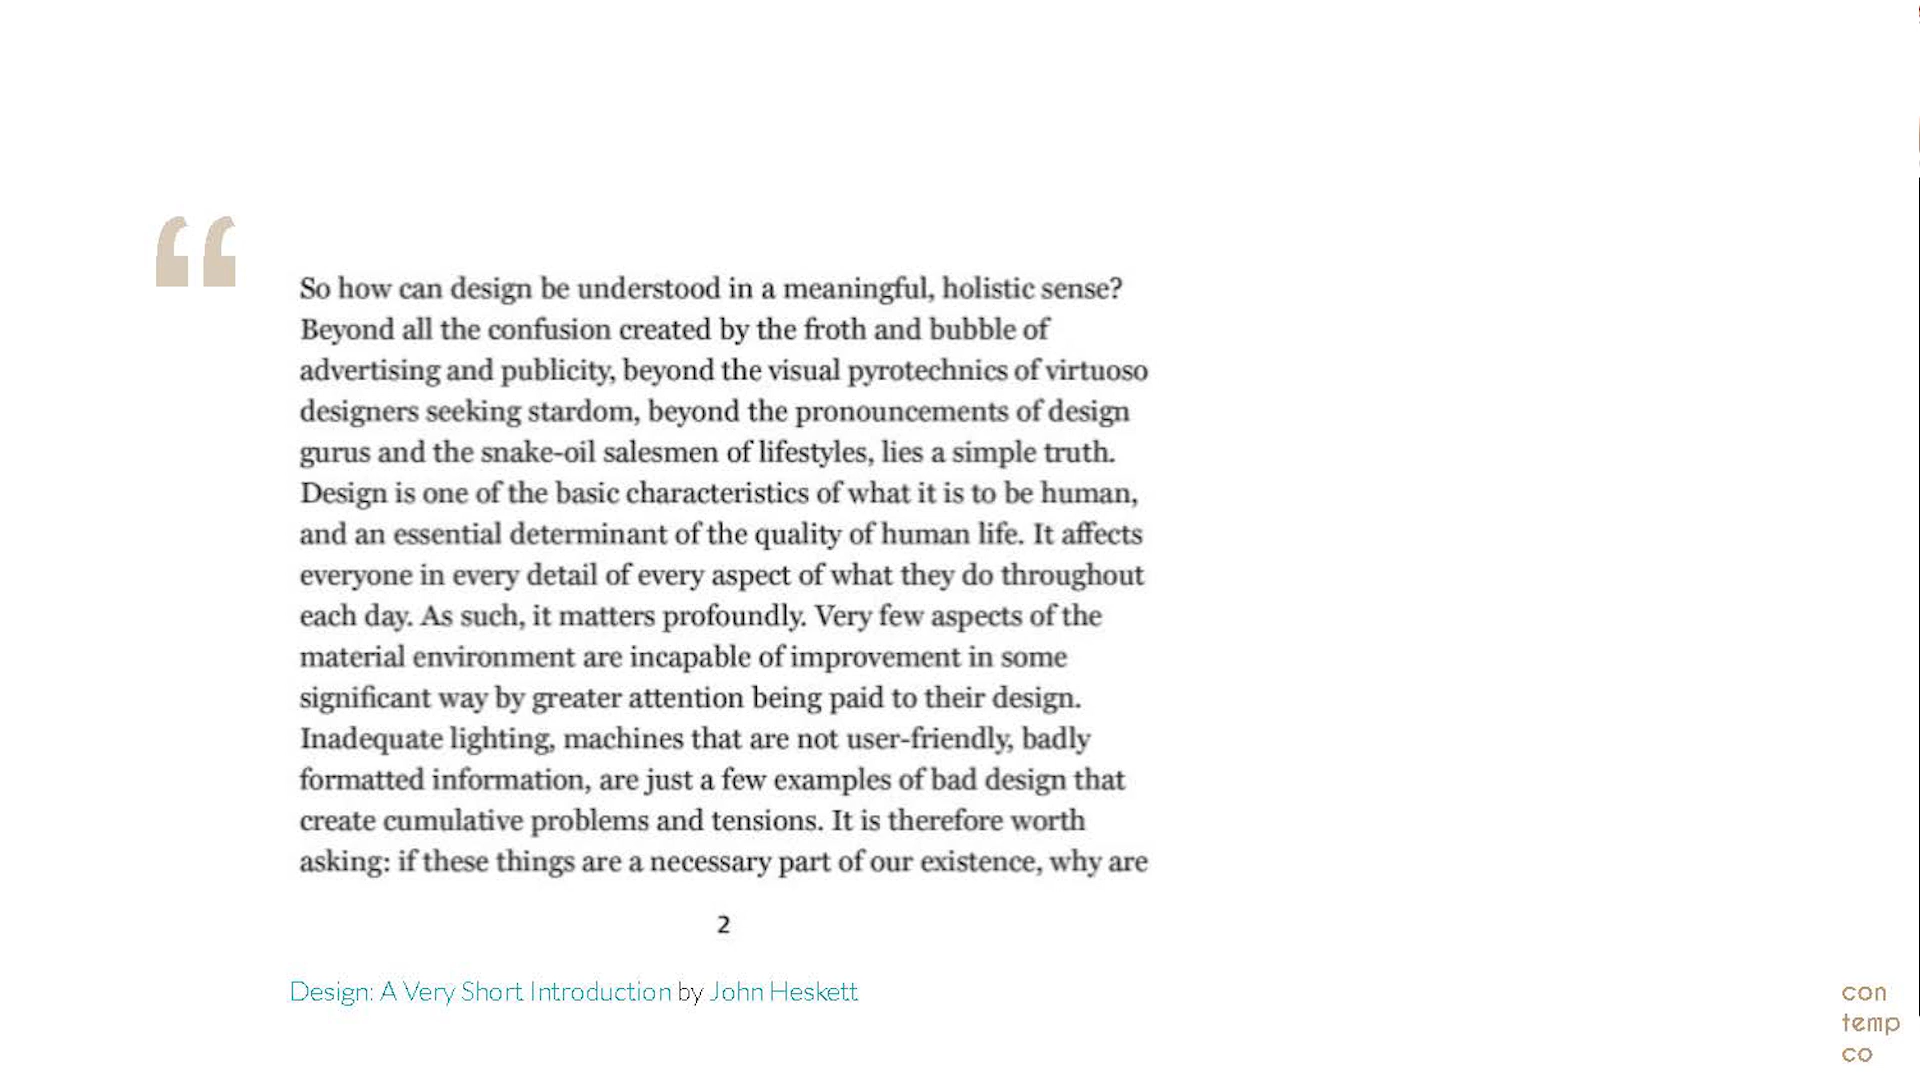 “
So how can design be understood in a meaningful, holistic sense?
Beyond all the confusion created by the froth and bubble of
advertising and publicity, beyond the visual pyrotechnics of virtuoso
designers seeking stardom, beyond the pronouncements of design
gurus and the snake-oil salesmen of lifestyles, lies a simple truth.
Design is one of the basic characteristics of what it is to be human,
and an essential determinant of the quality of human life. It affects
everyone in every detail of every aspect of what they do throughout
each day. As such, it matters profoundly. Very few aspects of the
material environment are incapable of improvement in some
significant way by greater attention being paid to their design.
Inadequate lighting, machines that are not user-friendly, badly
formatted information, are just a few examples of bad design that
create cumulative problems and tensions. It is therefore worth
asking: if these things are a necessary part of our existence, why are
2
Design: A Very Short Introduction by John Heskett
con
temp
co